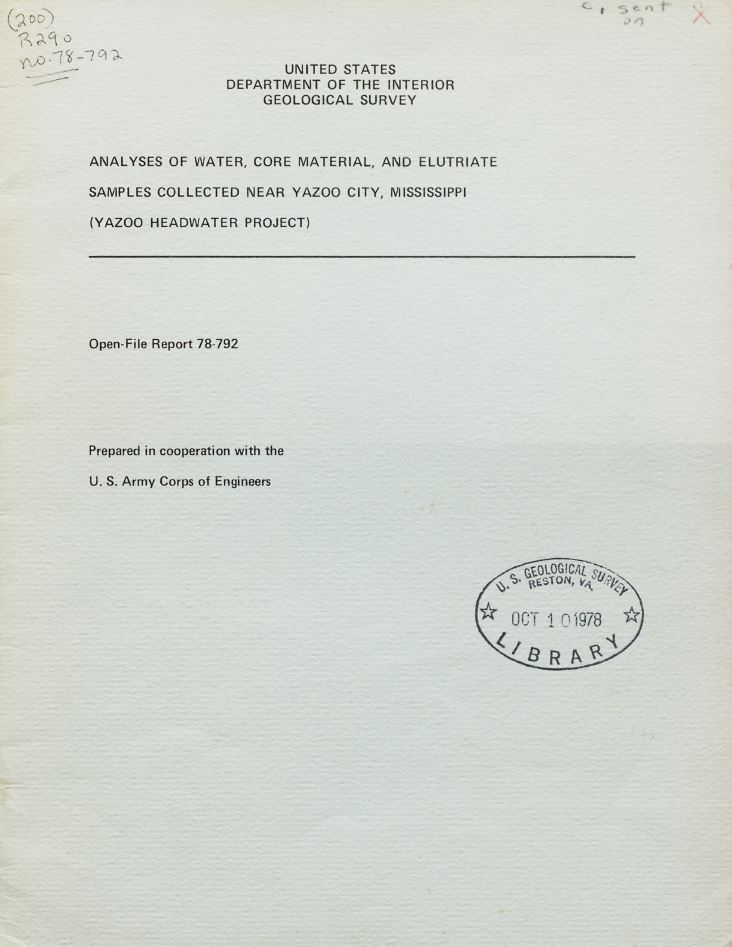 (200)
R290
no. 78-792
sent
on
UNITED STATES
DEPARTMENT OF THE INTERIOR
GEOLOGICAL SURVEY
ANALYSES OF WATER, CORE MATERIAL, AND ELUTRIATE
SAMPLES COLLECTED NEAR YAZOO CITY, MISSISSIPPI
(YAZOO HEADWATER PROJECT)
Open-File Report 78-792
Prepared in cooperation with the
U. S. Army Corps of Engineers
U. S. GEOLOGICAL SURVEY
RESTON, VA.
OCT 10 1978
LIBRARY